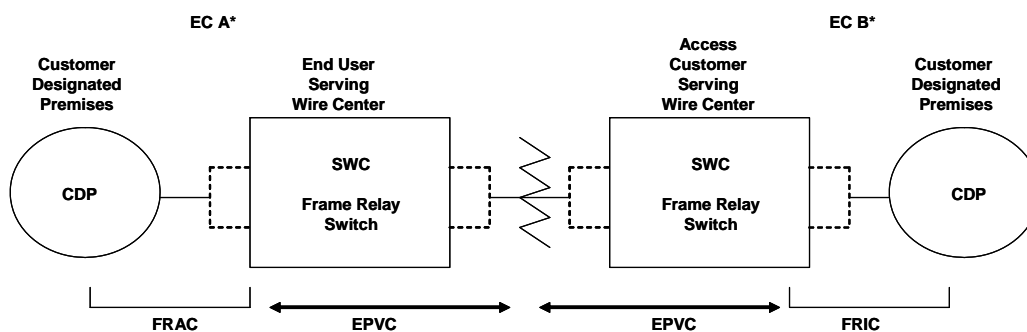 EC A*
EC B*
Customer
Designated
Premises
End User
Serving
Wire Center
Access
Customer
Serving
Wire Center
Customer
Designated
Premises
CDP
SWC
Frame Relay
Switch
SWC
Frame Relay
Switch
CDP
FRAC
EPVC
EPVC
FRIC